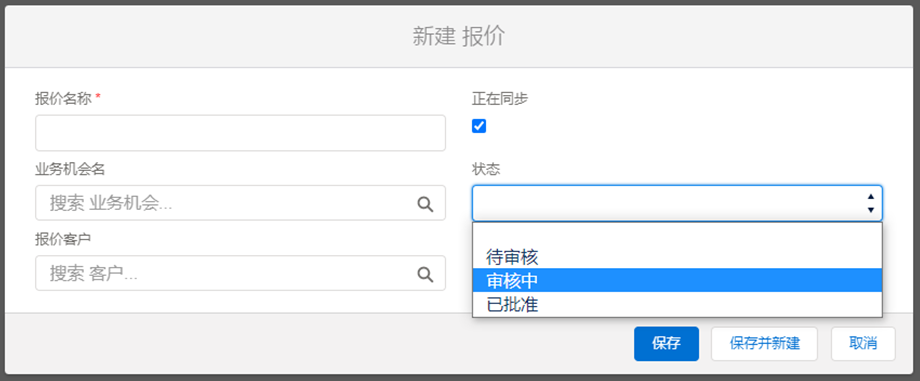 新建 报价
报价名称 *
正在同步
业务机会名
搜索 业务机会...
状态
待审核
审核中
已批准
报价客户
搜索 客户...
保存
保存并新建
取消